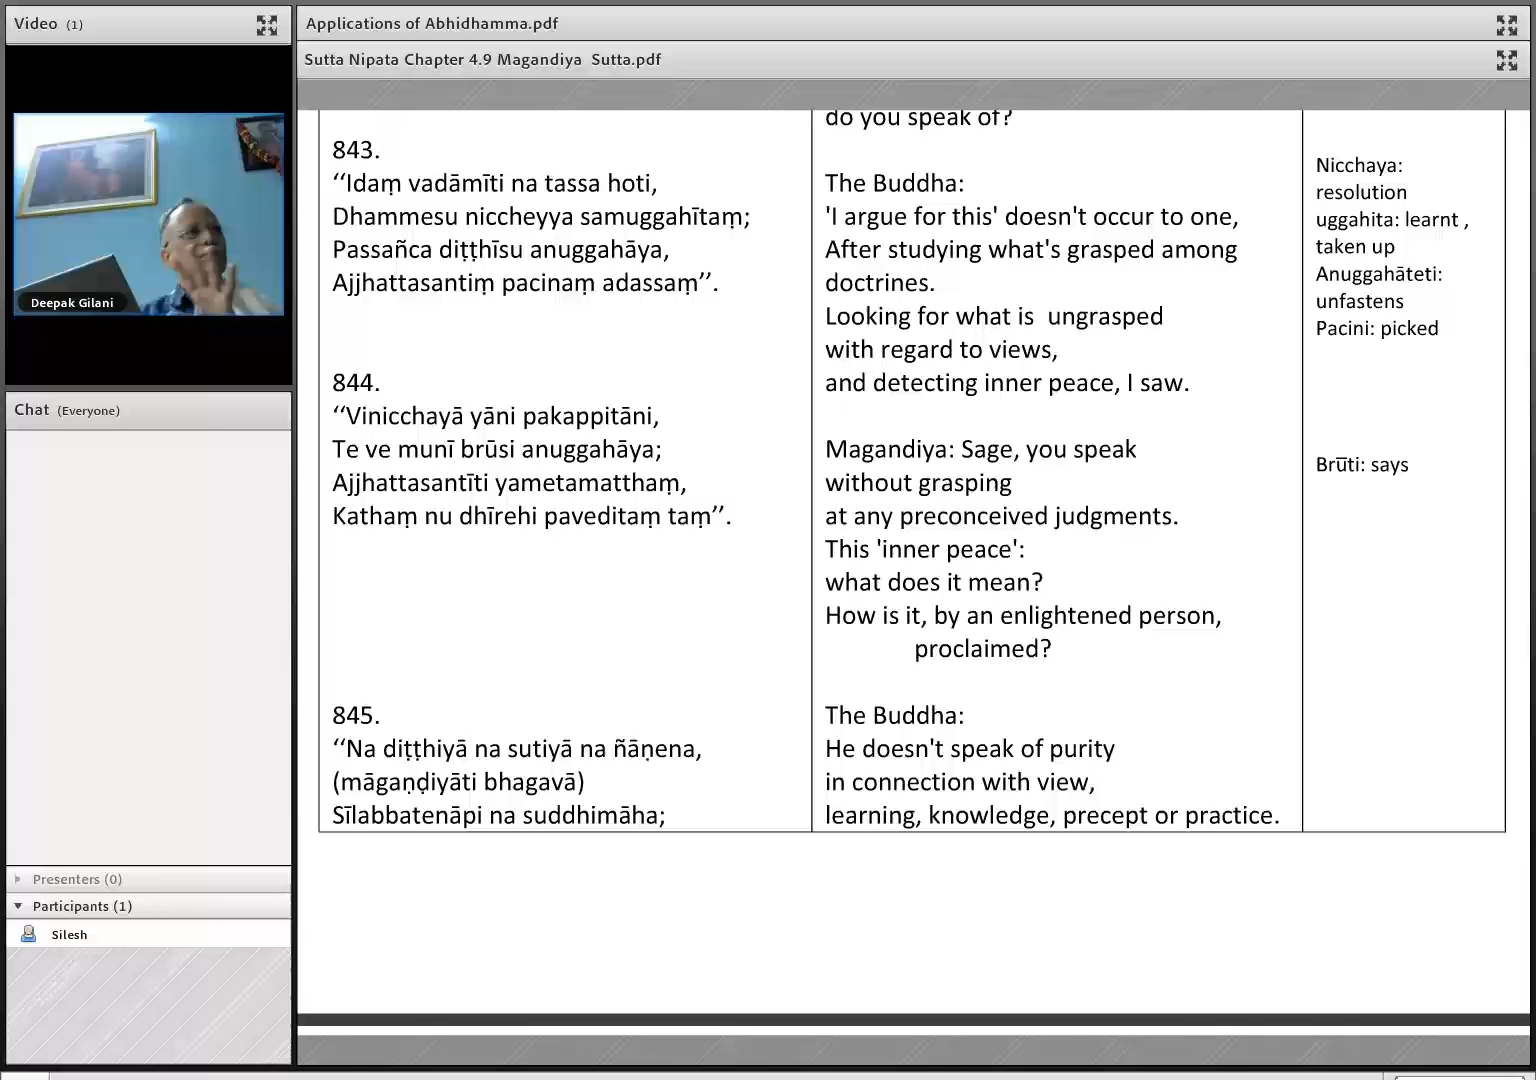 Video (1)
Deepak Gilani
Chat (Everyone)
Presenters (0)
Participants (1)
Silesh
Applications of Abhidhamma.pdf
Sutta Nipata Chapter 4.9 Magandiya  Sutta.pdf
843.
‘‘Idaṃ vadāmīti na tassa hoti,
Dhammesu niccheyya samuggahītaṃ;
Passañca diṭṭhīsu anuggahāya,
Ajjhattasantiṃ pacinaṃ adassaṃ’’.
844.
‘‘Vinicchayā yāni pakappitāni,
Te ve munī brūsi anuggahāya;
Ajjhattasantīti yametamatthaṃ,
Kathaṃ nu dhīrehi paveditaṃ taṃ’’.
845.
‘‘Na diṭṭhiyā na sutiyā na ñāṇena,
(māgaṇḍiyāti bhagavā)
Sīlabbatenāpi na suddhimāha;
do you speak of?
The Buddha:
'I argue for this' doesn't occur to one,
After studying what's grasped among
doctrines.
Looking for what is  ungrasped
with regard to views,
and detecting inner peace, I saw.
Magandiya: Sage, you speak
without grasping
at any preconceived judgments.
This 'inner peace':
what does it mean?
How is it, by an enlightened person,
proclaimed?
The Buddha:
He doesn't speak of purity
in connection with view,
learning, knowledge, precept or practice.
Nicchaya:
resolution
uggahita: learnt ,
taken up
Anuggahāteti:
unfastens
Pacini: picked
Brūti: says